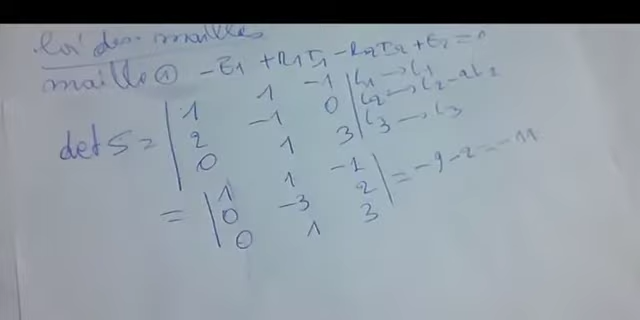 loi des mailles
maille ① -E1 + R1I1 - R2I2 + E2 = 0
det S = | 1 1 -1 | L1 → L1
| 2 -1 0 | L2 → L2 - 2L1
| 0 1 3 | L3 → L3
= | 1 1 -1 | = -9 - 2 = -11
| 0 -3 2 |
| 0 1 3 |